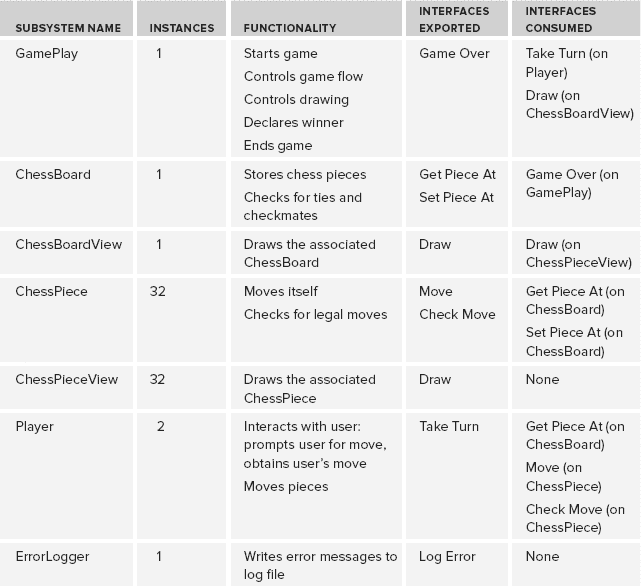 SUBSYSTEM NAME INSTANCES FUNCTIONALITY INTERFACES EXPORTED INTERFACES CONSUMED
GamePlay 1 Starts game Game Over Take Turn (on
Player)
Controls game flow
Controls drawing Draw (on
ChessBoardView)
Declares winner
Ends game
ChessBoard 1 Stores chess pieces Get Piece At Game Over (on
GamePlay)
Checks for ties and Set Piece At
checkmates
ChessBoardView 1 Draws the associated Draw Draw (on
ChessBoard ChessPieceView)
ChessPiece 32 Moves itself Move Get Piece At (on
ChessBoard)
Checks for legal moves Check Move
Set Piece At (on
ChessBoard)
ChessPieceView 32 Draws the associated Draw None
ChessPiece
Player 2 Interacts with user: Take Turn Get Piece At (on
prompts user for move, ChessBoard)
obtains user's move Move (on
Moves pieces ChessPiece)
Check Move (on
ChessPiece)
ErrorLogger 1 Writes error messages to Log Error None
log file